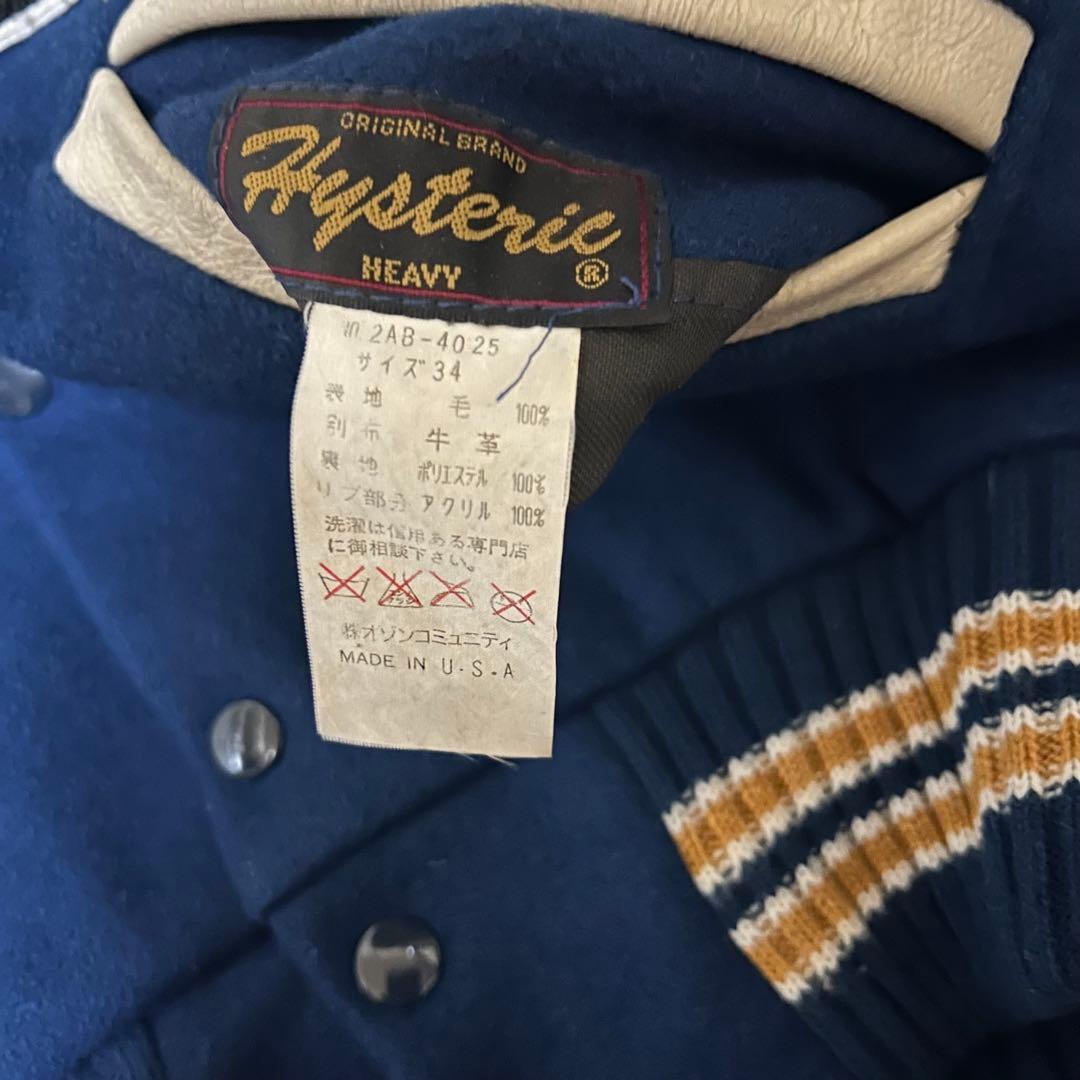 ORIGINAL BRAND
Hysteric
HEAVY ®
NO.2AB-4025
サイズ34
表地 毛 100%
別布 牛革
裏地 ポリエステル 100%
リブ部分 アクリル 100%
洗濯は信用ある専門店
に御相談下さい。
㈱オゾンコミュニティ
MADE IN U.S.A